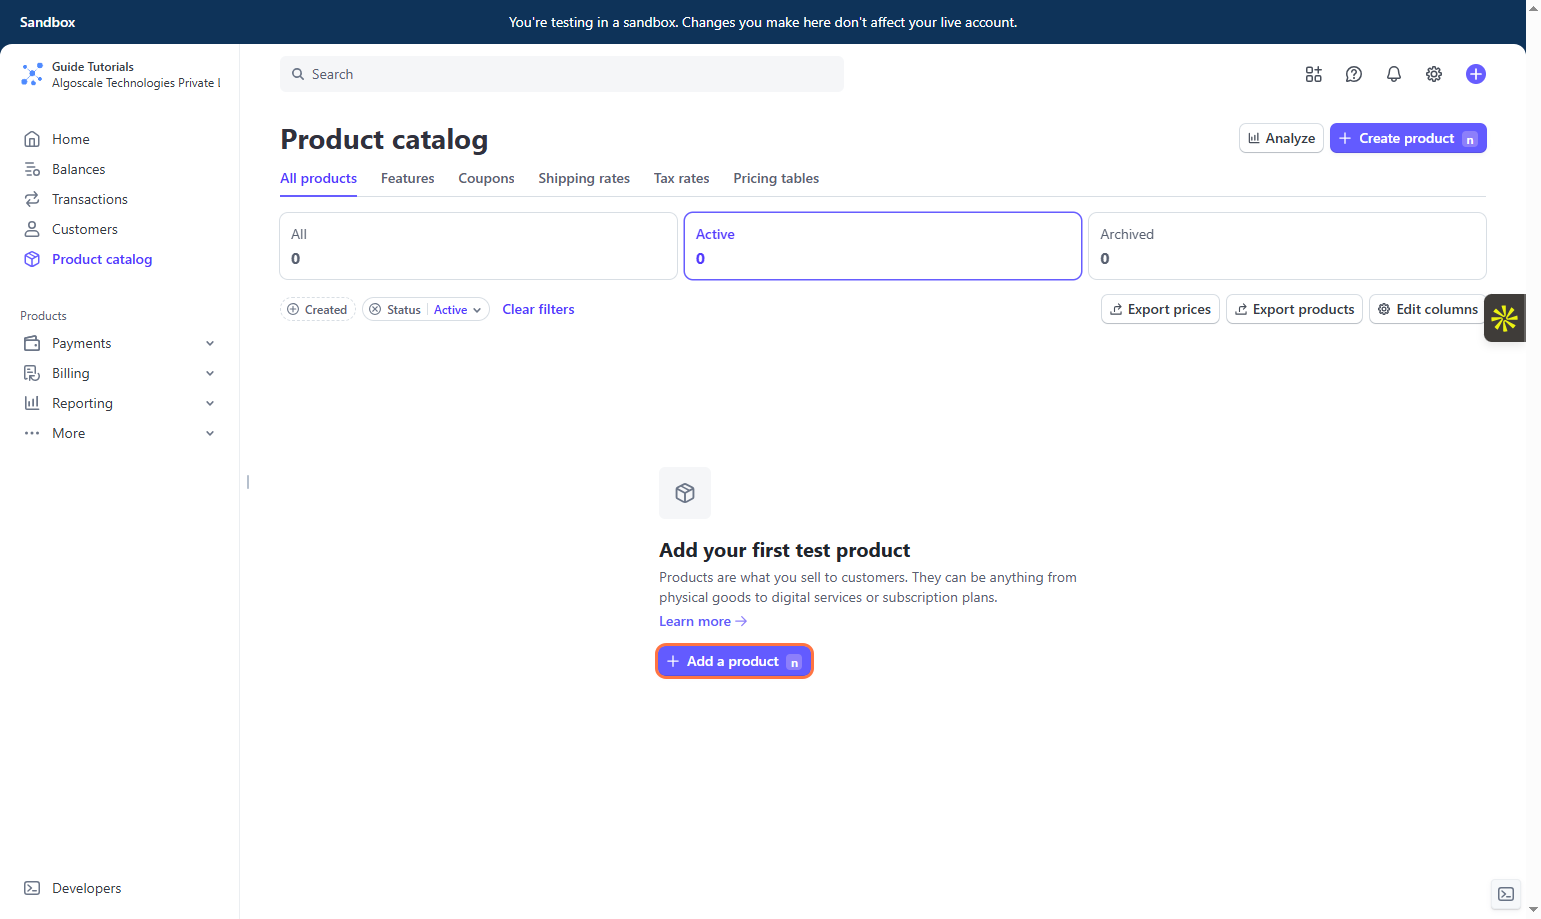 Sandbox
You're testing in a sandbox. Changes you make here don't affect your live account.
Guide Tutorials
Algoscale Technologies Private l
Search
Home
Balances
Transactions
Customers
Product catalog
Products
Payments
Billing
Reporting
More
Developers
Product catalog
Analyze
Create product n
All products Features Coupons Shipping rates Tax rates Pricing tables
All
0
Active
0
Archived
0
Created Status Active Clear filters
Export prices Export products Edit columns
Add your first test product
Products are what you sell to customers. They can be anything from
physical goods to digital services or subscription plans.
Learn more
Add a product n